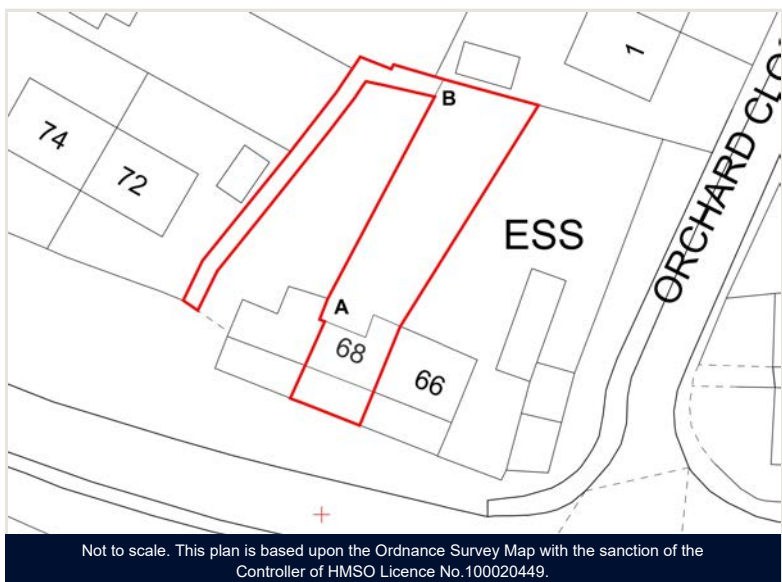 1
B
74
72
ESS
ORCHARD CLO
A
68
66
Not to scale. This plan is based upon the Ordnance Survey Map with the sanction of the
Controller of HMSO Licence No.100020449.